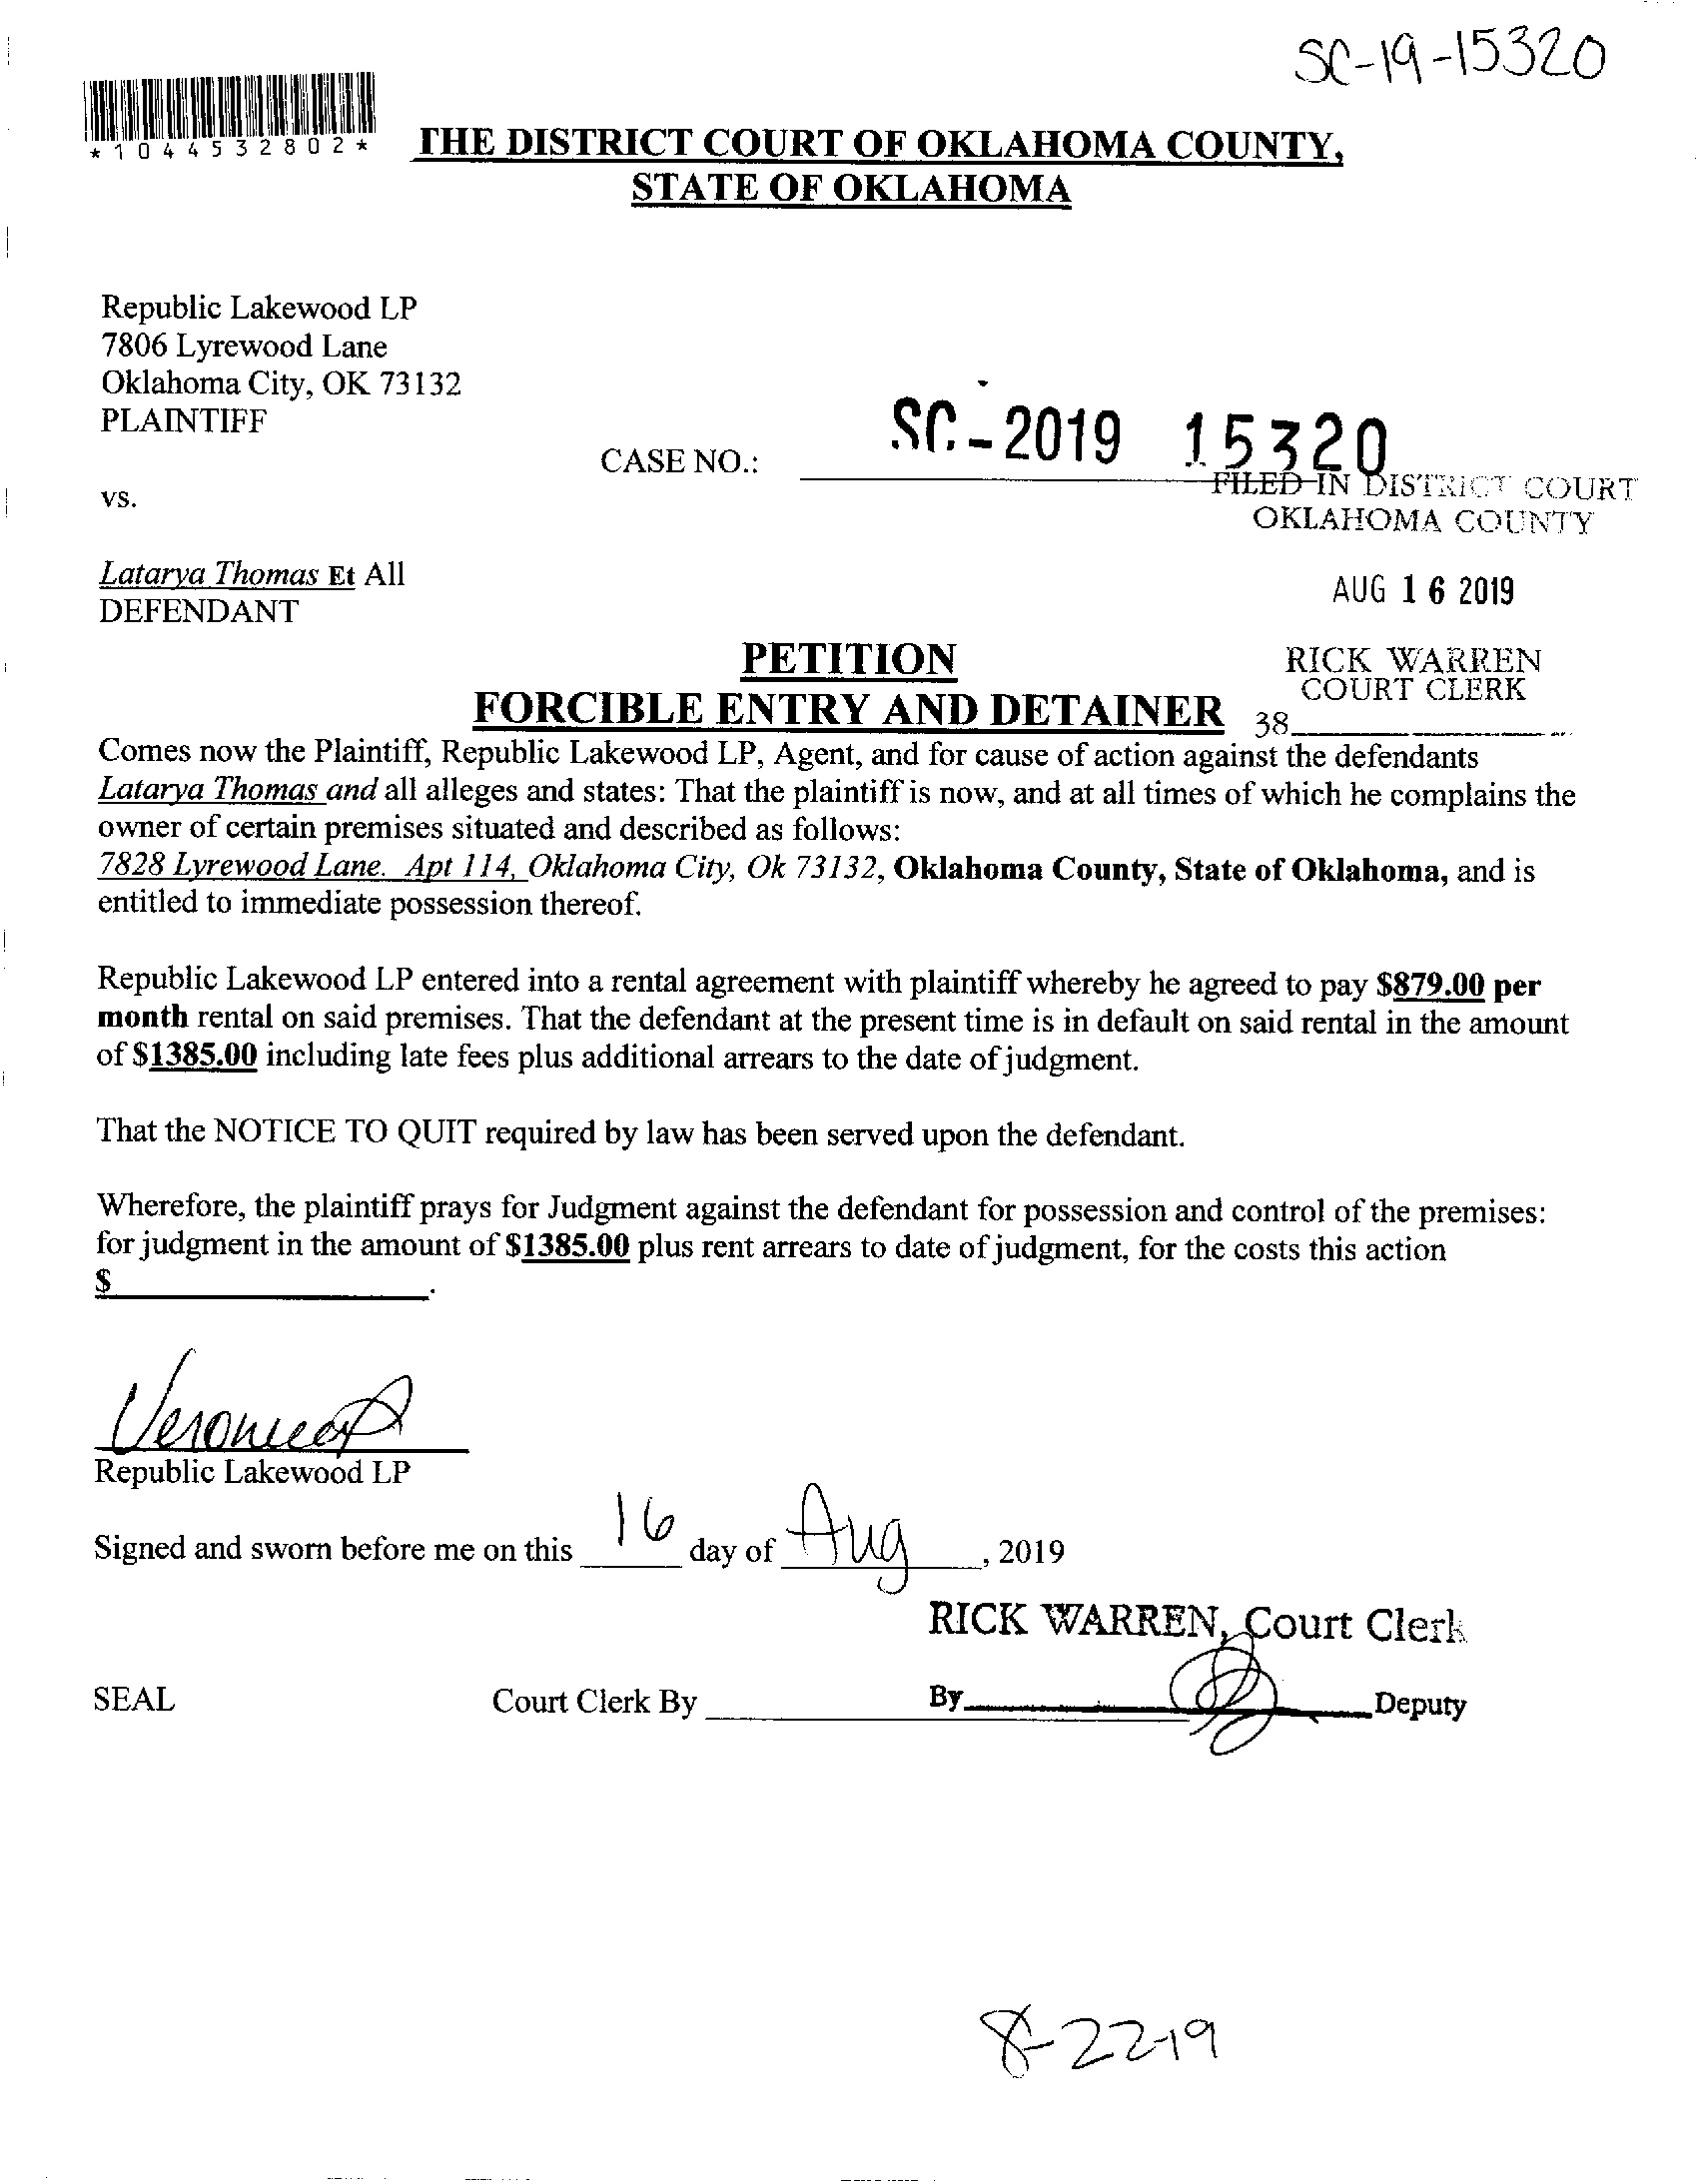 SC-19-15320
*1044532802*
THE DISTRICT COURT OF OKLAHOMA COUNTY,
STATE OF OKLAHOMA
Republic Lakewood LP
7806 Lyrewood Lane
Oklahoma City, OK 73132
PLAINTIFF
CASE NO.: SC-2019 15320
FILED IN DISTRICT COURT
OKLAHOMA COUNTY
vs.
Latarya Thomas Et All
DEFENDANT
AUG 16 2019
PETITION
RICK WARREN
COURT CLERK
FORCIBLE ENTRY AND DETAINER
38
Comes now the Plaintiff, Republic Lakewood LP, Agent, and for cause of action against the defendants
Latarya Thomas and all alleges and states: That the plaintiff is now, and at all times of which he complains the
owner of certain premises situated and described as follows:
7828 Lyrewood Lane. Apt 114, Oklahoma City, Ok 73132, Oklahoma County, State of Oklahoma, and is
entitled to immediate possession thereof.
Republic Lakewood LP entered into a rental agreement with plaintiff whereby he agreed to pay $879.00 per
month rental on said premises. That the defendant at the present time is in default on said rental in the amount
of $1385.00 including late fees plus additional arrears to the date of judgment.
That the NOTICE TO QUIT required by law has been served upon the defendant.
Wherefore, the plaintiff prays for Judgment against the defendant for possession and control of the premises:
for judgment in the amount of $1385.00 plus rent arrears to date of judgment, for the costs this action
$ .
Republic Lakewood LP
Signed and sworn before me on this 16 day of Aug, 2019
RICK WARREN, Court Clerk
SEAL Court Clerk By By Deputy
8-22-19